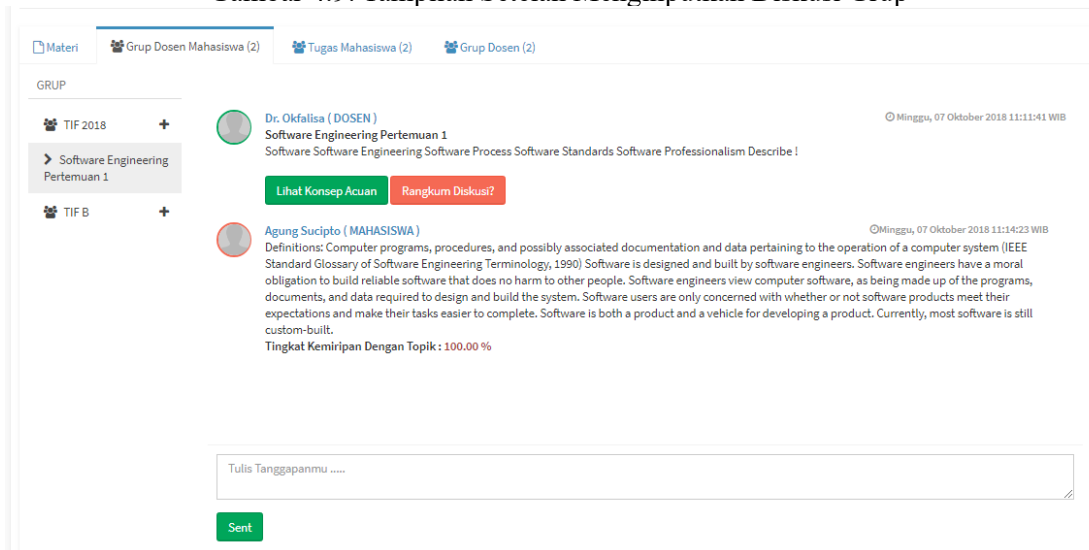 Gambar 4.9. Tampilan Setelah Menginputkan Diskusi Grup
Materi
Grup Dosen Mahasiswa (2)
Tugas Mahasiswa (2)
Grup Dosen (2)
GRUP
TIF 2018 +
Software Engineering
Pertemuan 1
TIF B +
Dr. Okfalisa ( DOSEN )
Minggu, 07 Oktober 2018 11:11:41 WIB
Software Engineering Pertemuan 1
Software Software Engineering Software Process Software Standards Software Professionalism Describe !
Lihat Konsep Acuan
Rangkum Diskusi?
Agung Sucipto ( MAHASISWA )
Minggu, 07 Oktober 2018 11:14:23 WIB
Definitions: Computer programs, procedures, and possibly associated documentation and data pertaining to the operation of a computer system (IEEE
Standard Glossary of Software Engineering Terminology, 1990) Software is designed and built by software engineers. Software engineers have a moral
obligation to build reliable software that does no harm to other people. Software engineers view computer software, as being made up of the programs,
documents, and data required to design and build the system. Software users are only concerned with whether or not software products meet their
expectations and make their tasks easier to complete. Software is both a product and a vehicle for developing a product. Currently, most software is still
custom-built.
Tingkat Kemiripan Dengan Topik : 100.00 %
Tulis Tanggapanmu .....
Sent